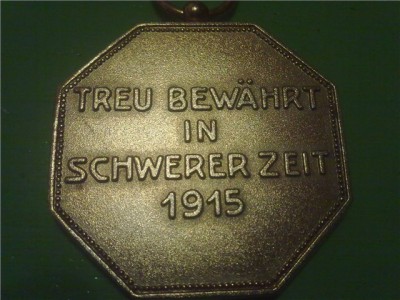 TREU BEWÄHRT
IN
SCHWERER ZEIT
1915